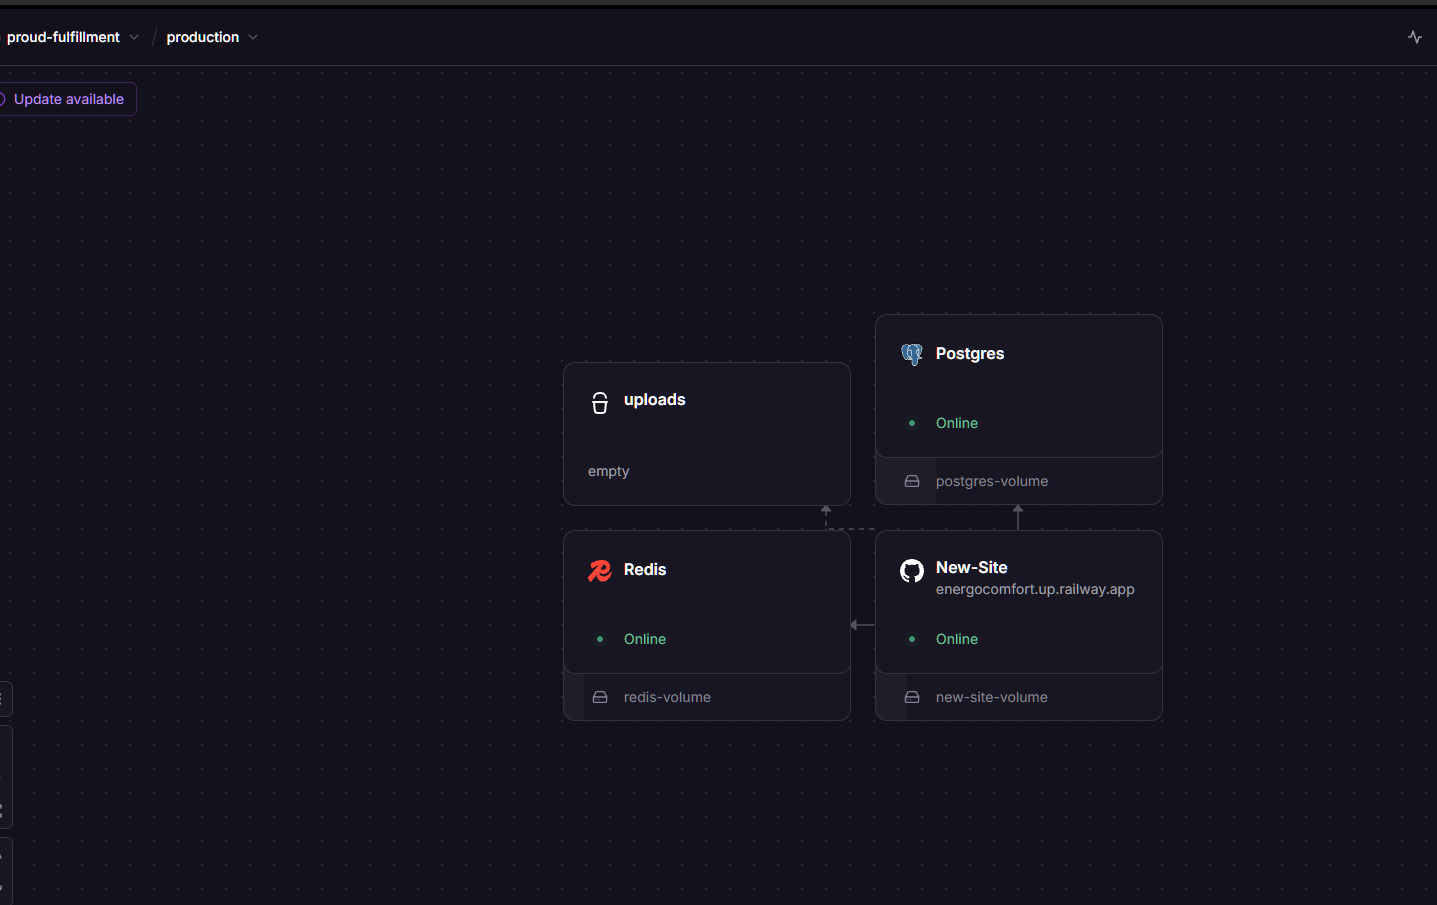 proud-fulfillment / production
Update available
Postgres
Online
postgres-volume
uploads
empty
Redis
Online
redis-volume
New-Site
energocomfort.up.railway.app
Online
new-site-volume